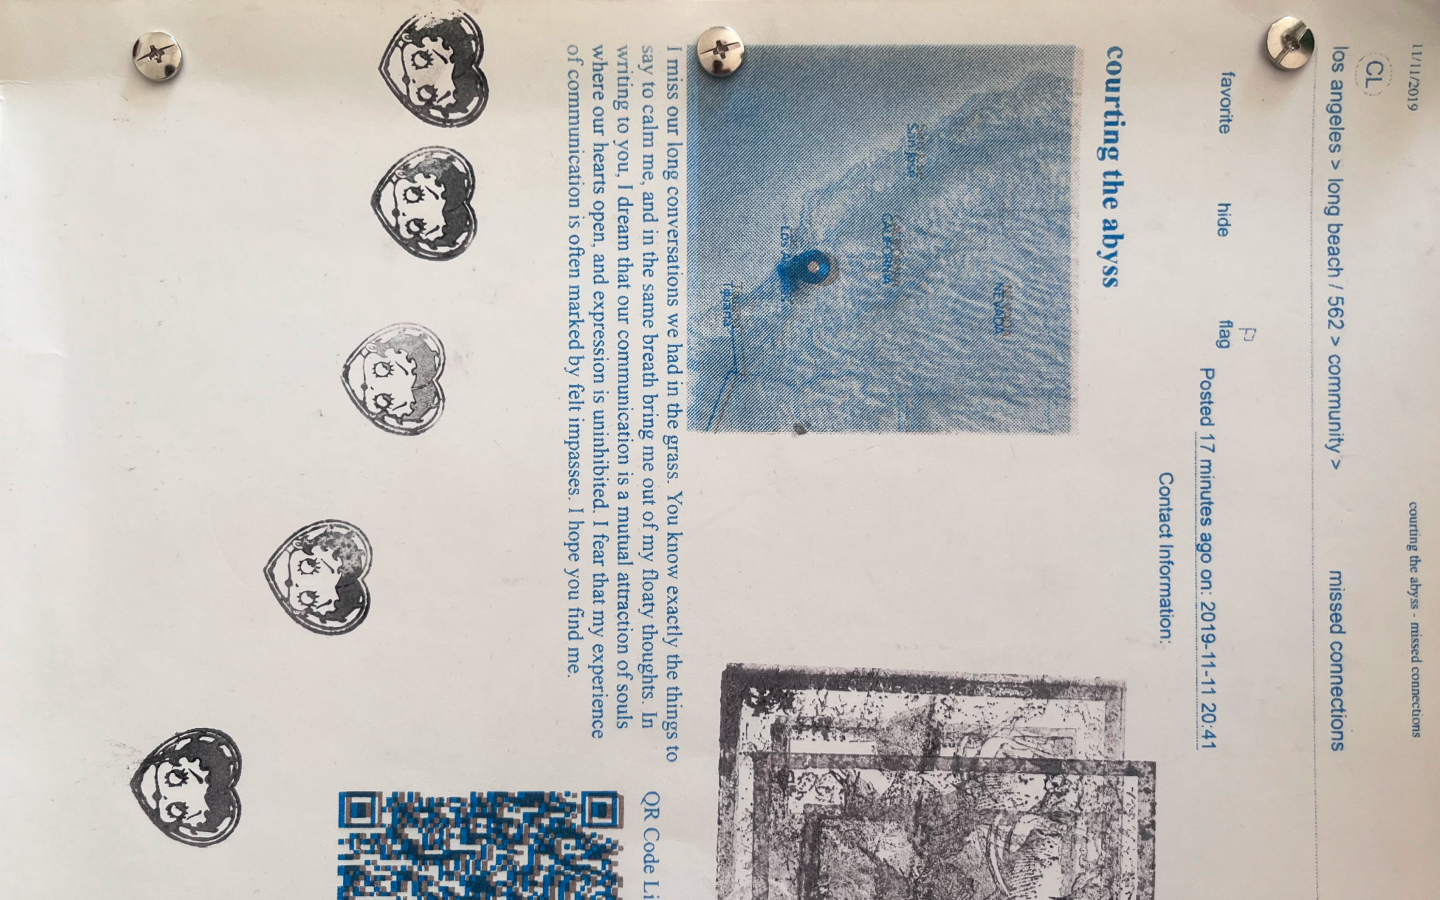 11/11/2019
courting the abyss - missed connections
CL
los angeles > long beach / 562 > community > missed connections
favorite hide flag Posted 17 minutes ago on: 2019-11-11 20:41
Contact Information:
courting the abyss
San Jose
CALIFORNIA
NEVADA
Tijuana
I miss our long conversations we had in the grass. You know exactly the things to
say to calm me, and in the same breath bring me out of my floaty thoughts. In
writing to you, I dream that our communication is a mutual attraction of souls
where our hearts open, and expression is uninhibited. I fear that my experience
of communication is often marked by felt impasses. I hope you find me.
QR Code